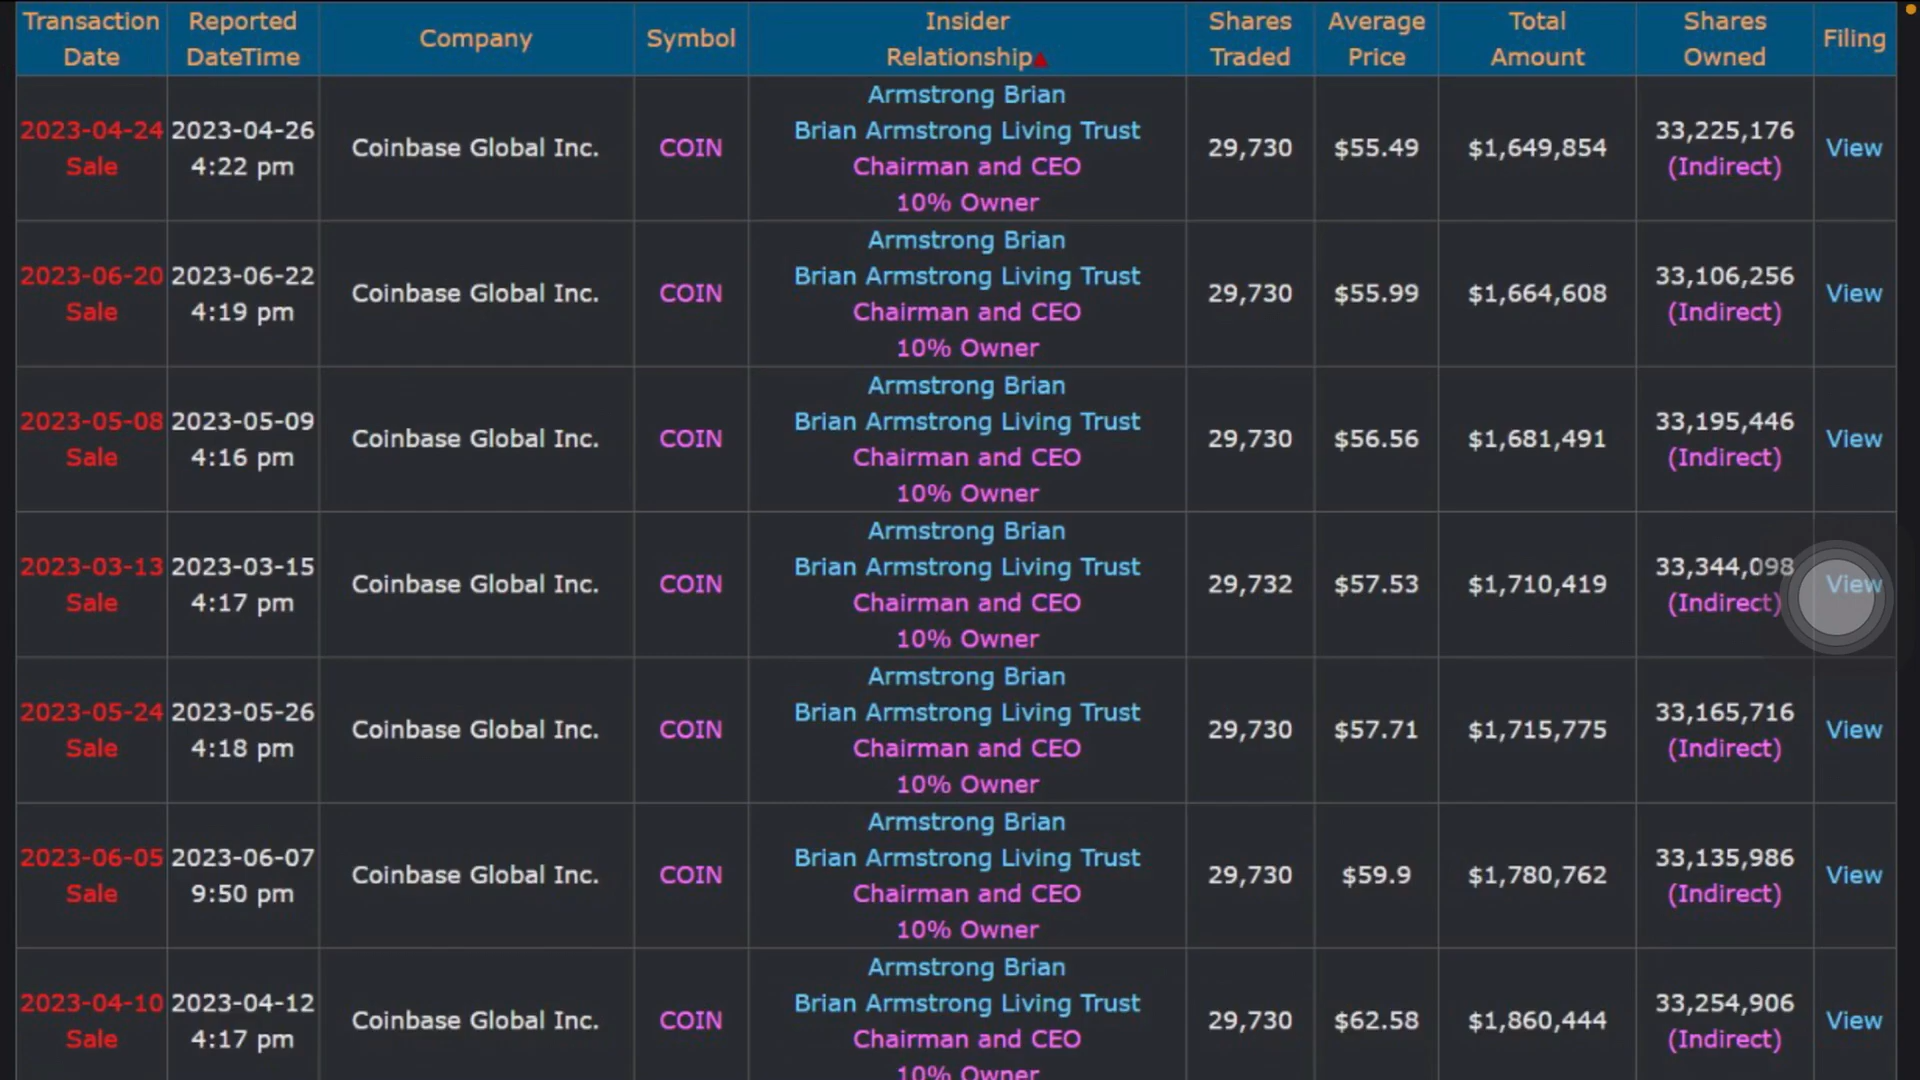 Transaction Date
Reported DateTime
Company
Symbol
Insider Relationship▲
Shares Traded
Average Price
Total Amount
Shares Owned
Filing
2023-04-24 Sale
2023-04-26 4:22 pm
Coinbase Global Inc.
COIN
Armstrong Brian
Brian Armstrong Living Trust
Chairman and CEO
10% Owner
29,730
$55.49
$1,649,854
33,225,176
(Indirect)
View
2023-06-20 Sale
2023-06-22 4:19 pm
Coinbase Global Inc.
COIN
Armstrong Brian
Brian Armstrong Living Trust
Chairman and CEO
10% Owner
29,730
$55.99
$1,664,608
33,106,256
(Indirect)
View
2023-05-08 Sale
2023-05-09 4:16 pm
Coinbase Global Inc.
COIN
Armstrong Brian
Brian Armstrong Living Trust
Chairman and CEO
10% Owner
29,730
$56.56
$1,681,491
33,195,446
(Indirect)
View
2023-03-13 Sale
2023-03-15 4:17 pm
Coinbase Global Inc.
COIN
Armstrong Brian
Brian Armstrong Living Trust
Chairman and CEO
10% Owner
29,732
$57.53
$1,710,419
33,344,098
(Indirect)
View
2023-05-24 Sale
2023-05-26 4:18 pm
Coinbase Global Inc.
COIN
Armstrong Brian
Brian Armstrong Living Trust
Chairman and CEO
10% Owner
29,730
$57.71
$1,715,775
33,165,716
(Indirect)
View
2023-06-05 Sale
2023-06-07 9:50 pm
Coinbase Global Inc.
COIN
Armstrong Brian
Brian Armstrong Living Trust
Chairman and CEO
10% Owner
29,730
$59.9
$1,780,762
33,135,986
(Indirect)
View
2023-04-10 Sale
2023-04-12 4:17 pm
Coinbase Global Inc.
COIN
Armstrong Brian
Brian Armstrong Living Trust
Chairman and CEO
10% Owner
29,730
$62.58
$1,860,444
33,254,906
(Indirect)
View